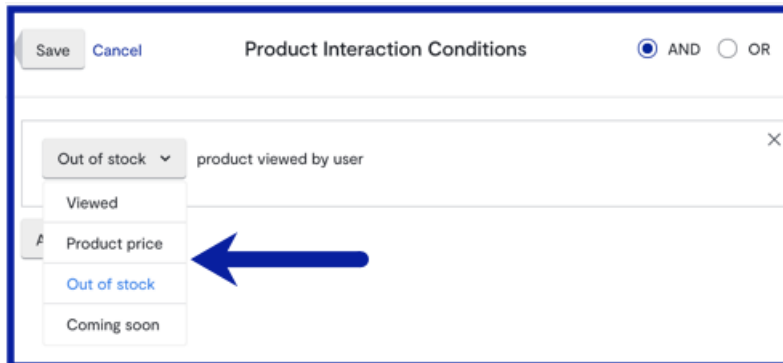 Save Cancel Product Interaction Conditions AND OR
Out of stock product viewed by user
Viewed
Product price
Out of stock
Coming soon